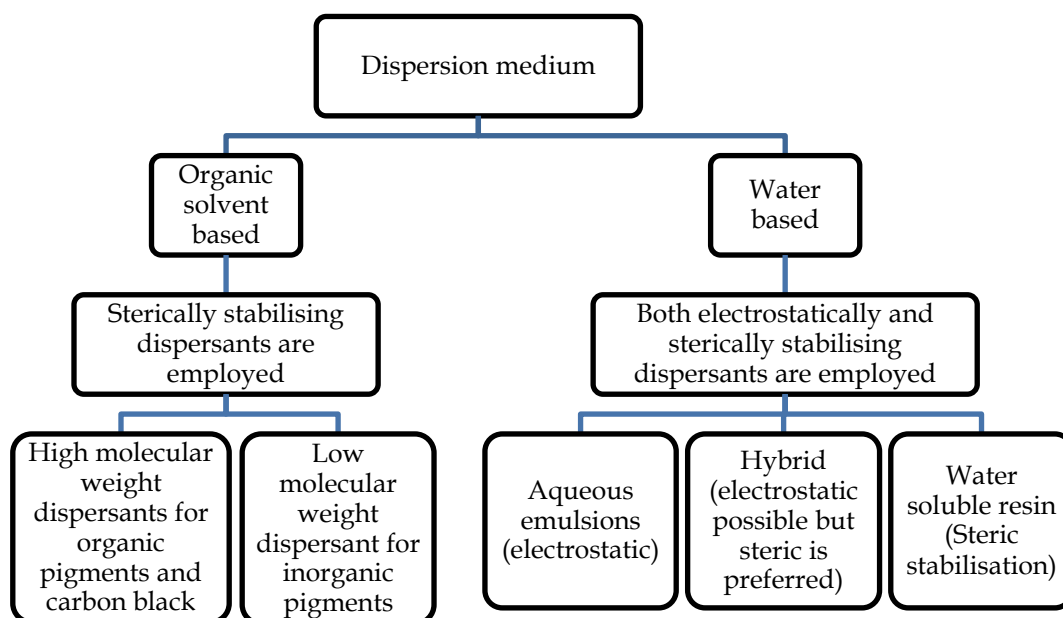 Dispersion medium
Organic
solvent
based
Water
based
Sterically stabilising
dispersants are
employed
Both electrostatically and
sterically stabilising
dispersants are employed
High molecular
weight
dispersants for
organic
pigments and
carbon black
Low
molecular
weight
dispersant for
inorganic
pigments
Aqueous
emulsions
(electrostatic)
Hybrid
(electrostatic
possible but
steric is
preferred)
Water
soluble resin
(Steric
stabilisation)